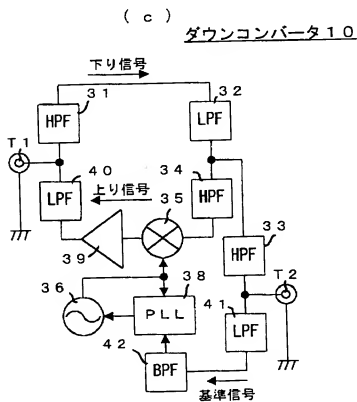 (c)
ダウンコンバータ10
下り信号
31
32
HPF
LPF
T1
40
34
上り信号
35
LPF
HPF
33
39
HPF
T2
36
38
41
PLL
LPF
42
BPF
基準信号